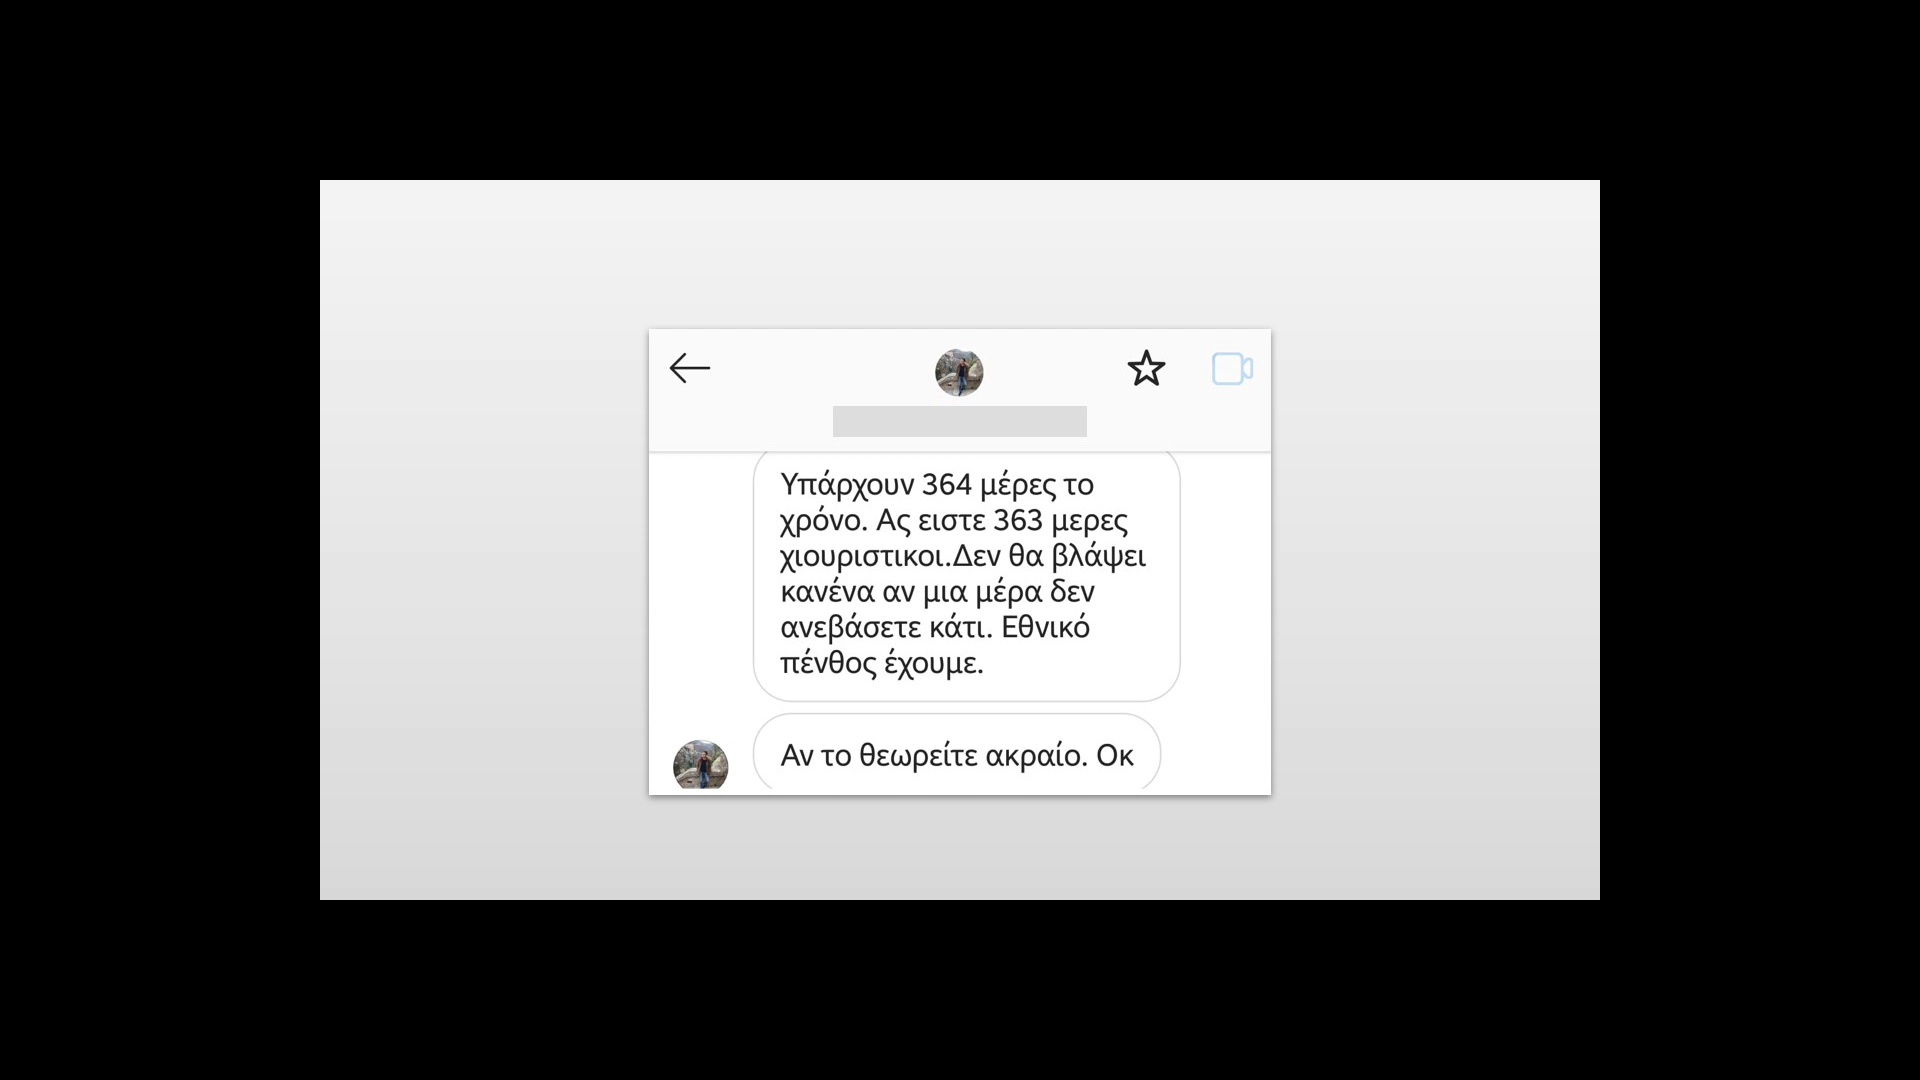 Υπάρχουν 364 μέρες το
χρόνο. Ας ειστε 363 μερες
χιουριστικοι.Δεν θα βλάψει
κανένα αν μια μέρα δεν
ανεβάσετε κάτι. Εθνικό
πένθος έχουμε.
Αν το θεωρείτε ακραίο. Οκ